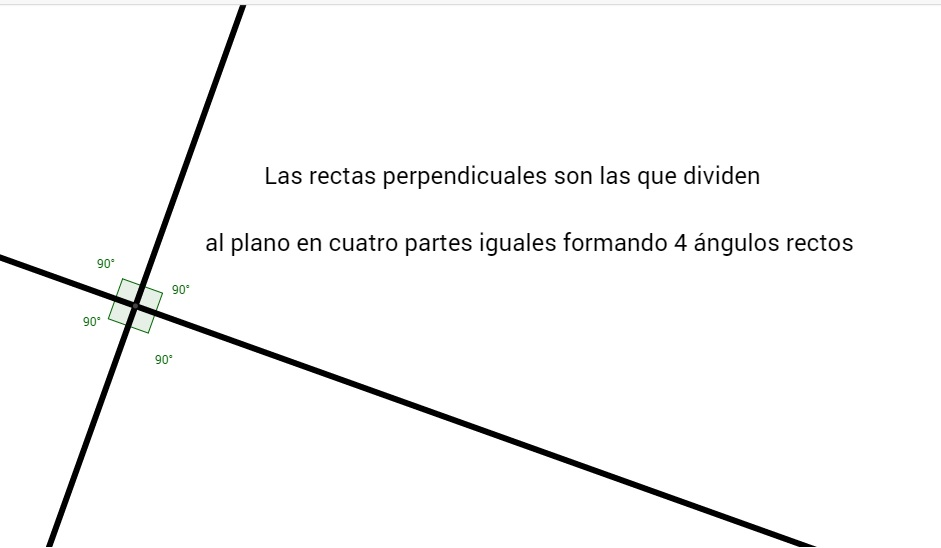 Las rectas perpendicuales son las que dividen
al plano en cuatro partes iguales formando 4 ángulos rectos
90°
90°
90°
90°